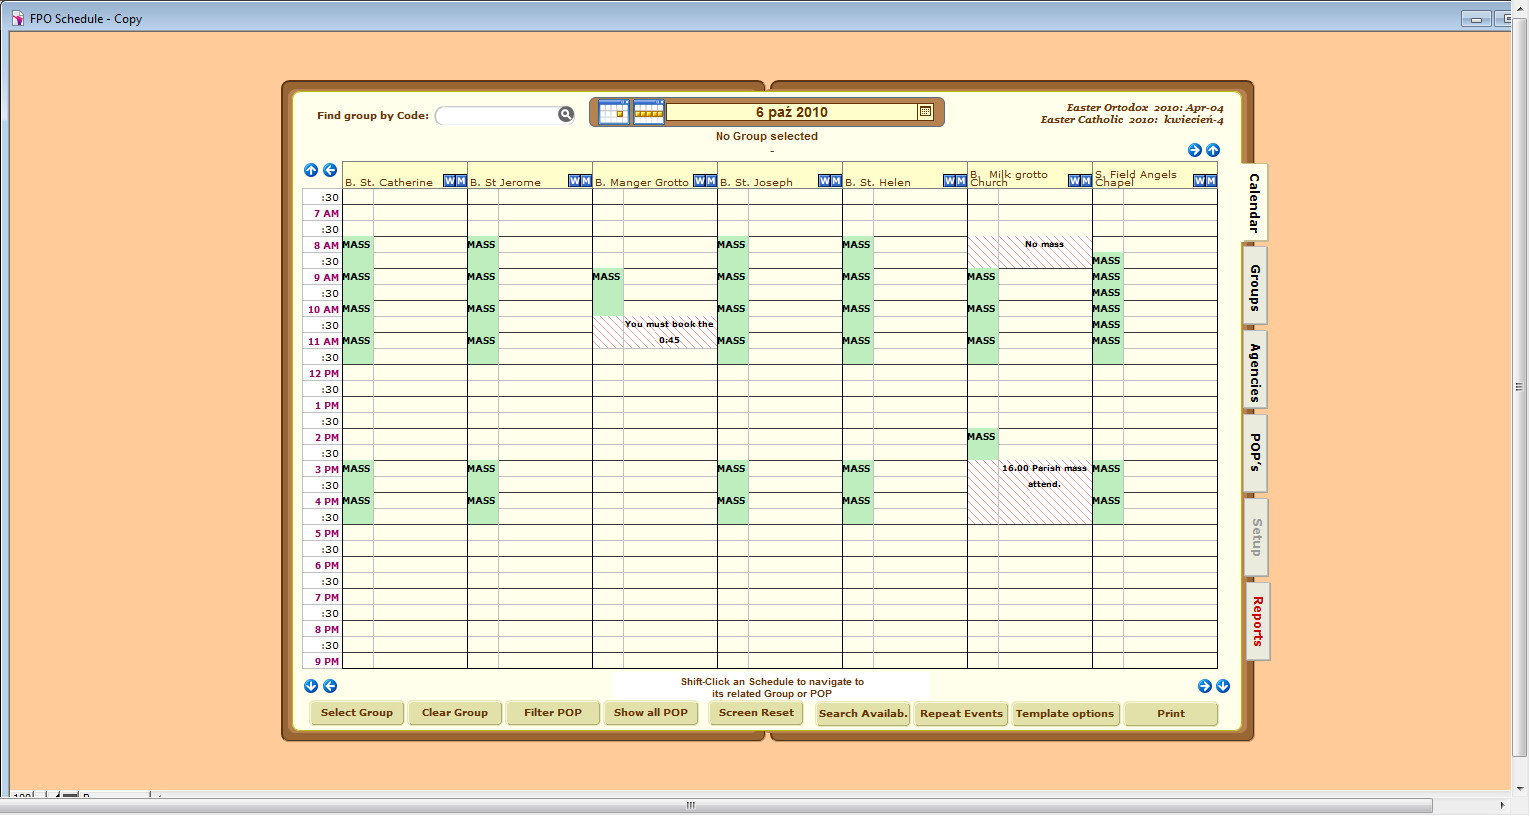 FPO Schedule - Copy
Find group by Code:
6 paź 2010
Easter Ortodox 2010: Apr-04
Easter Catholic 2010: kwiecień-4
No Group selected
-
B. St. Catherine W M B. St Jerome W M B. Manger Grotto W M B. St. Joseph W M B. St. Helen W M B. Milk grotto Church W M S. Field Angels Chapel W M
:30
7 AM
:30
8 AM MASS MASS MASS MASS No mass
:30 MASS
9 AM MASS MASS MASS MASS MASS MASS MASS
:30 MASS
10 AM MASS MASS MASS MASS MASS MASS
:30 You must book the MASS
11 AM MASS MASS 0:45 MASS MASS MASS MASS
:30
12 PM
:30
1 PM
:30
2 PM MASS
:30
3 PM MASS MASS MASS MASS 16.00 Parish mass MASS
:30 attend.
4 PM MASS MASS MASS MASS MASS
:30
5 PM
:30
6 PM
:30
7 PM
:30
8 PM
:30
9 PM
Calendar
Groups
Agencies
POP's
Setup
Reports
Shift-Click an Schedule to navigate to
its related Group or POP
Select Group Clear Group Filter POP Show all POP Screen Reset Search Availab. Repeat Events Template options Print